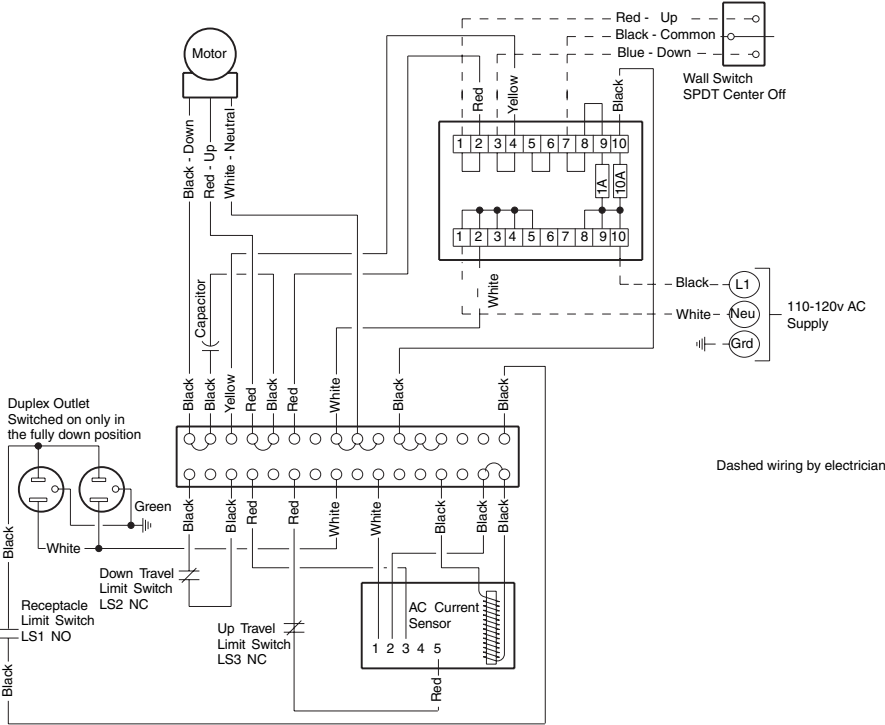 Red - Up
Black - Common
Blue - Down
Wall Switch
SPDT Center Off
Motor
Black - Down
Red - Up
White - Neutral
Red
Yellow
Black
1 2 3 4 5 6 7 8 9 10
1A
10A
1 2 3 4 5 6 7 8 9 10
White
Black
L1
White
Neu
Grd
110-120v AC
Supply
Capacitor
Black
Black
Yellow
Red
Black
Red
White
Black
Black
Duplex Outlet
Switched on only in
the fully down position
Dashed wiring by electrician
Green
White
Black
Black
Black
Red
Red
White
White
Black
Black
Black
Down Travel
Limit Switch
LS2 NC
Receptacle
Limit Switch
LS1 NO
Up Travel
Limit Switch
LS3 NC
AC Current
Sensor
1 2 3 4 5
Red
Black